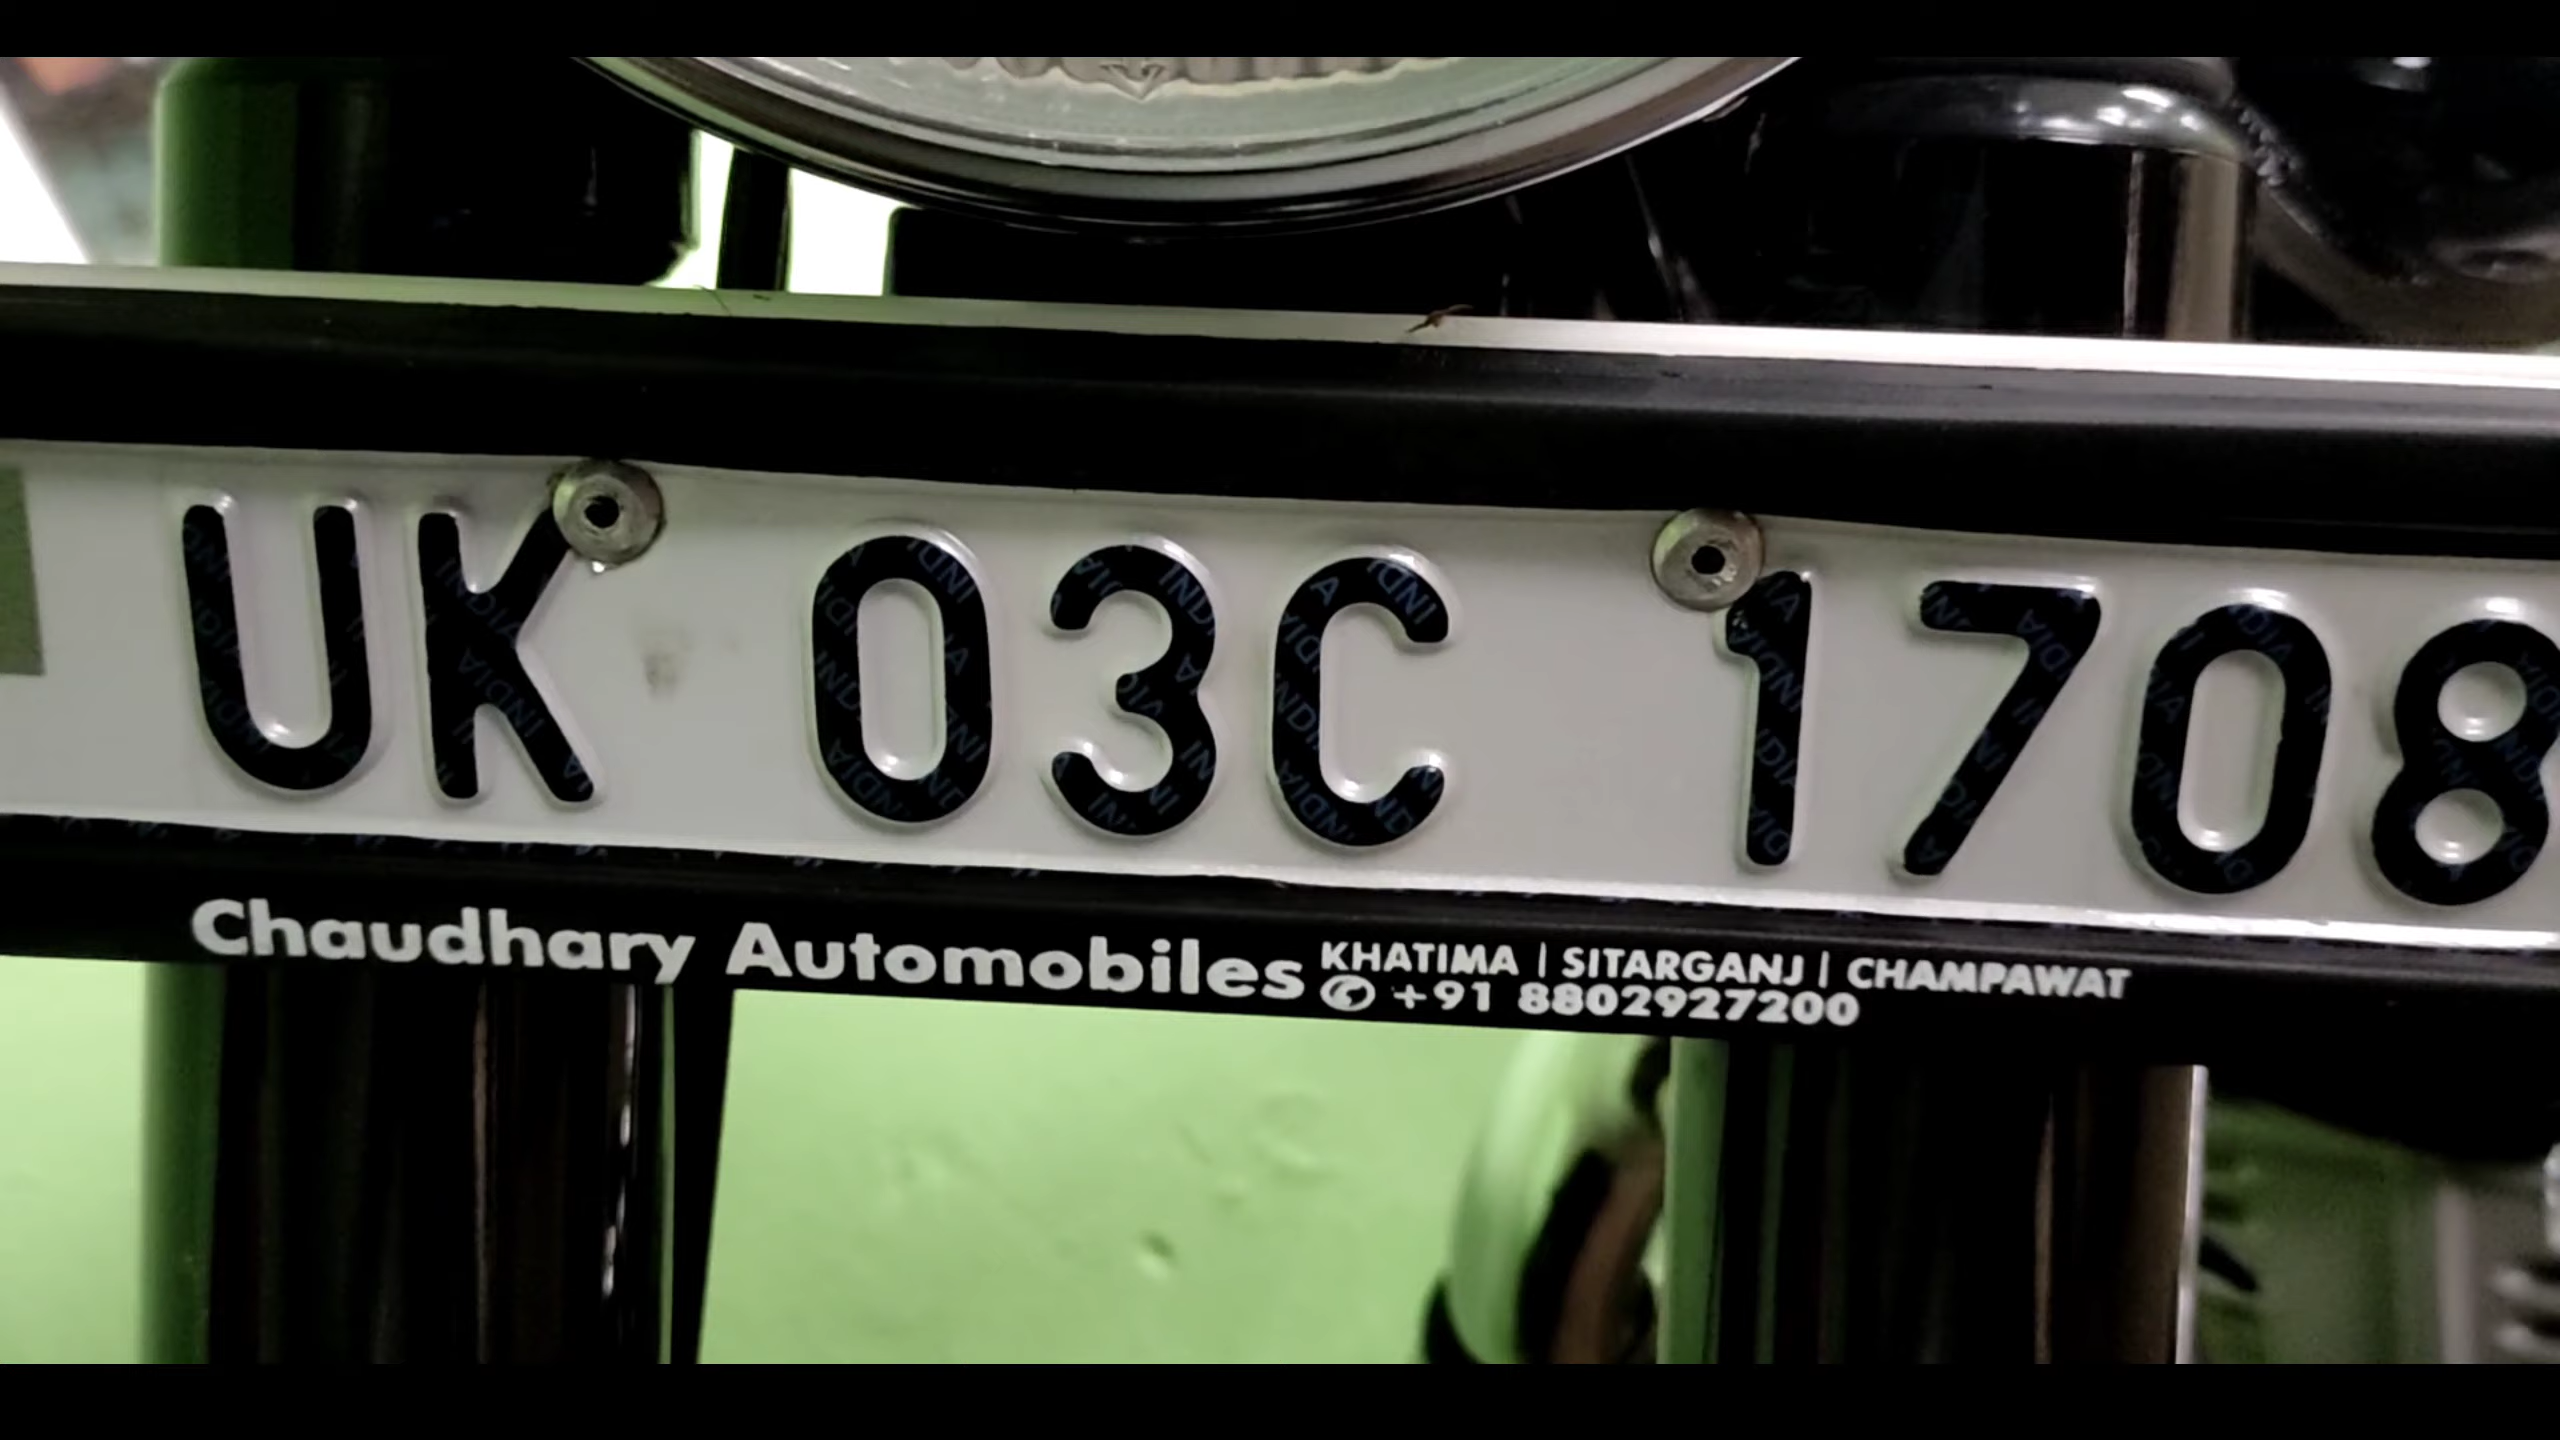 UK 03C 1708
Chaudhary Automobiles
KHATIMA | SITARGANJ | CHAMPAWAT
✆ +91 8802927200